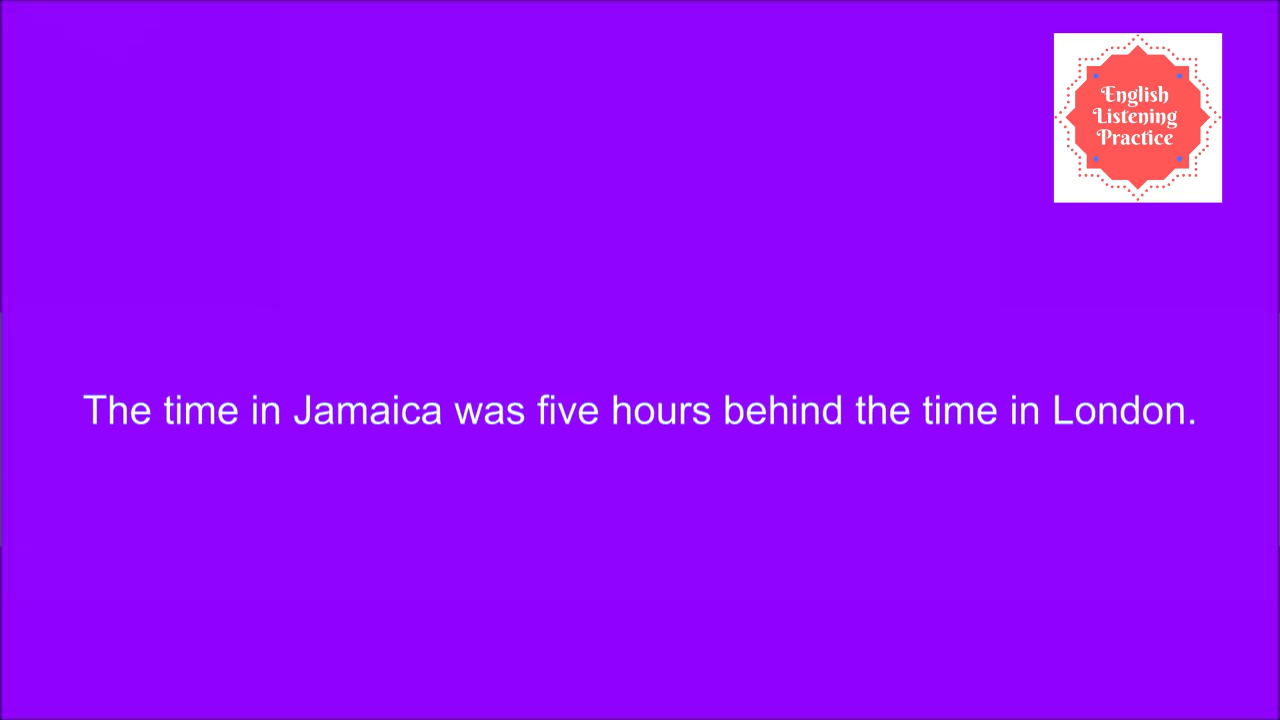 English
Listening
Practice
The time in Jamaica was five hours behind the time in London.